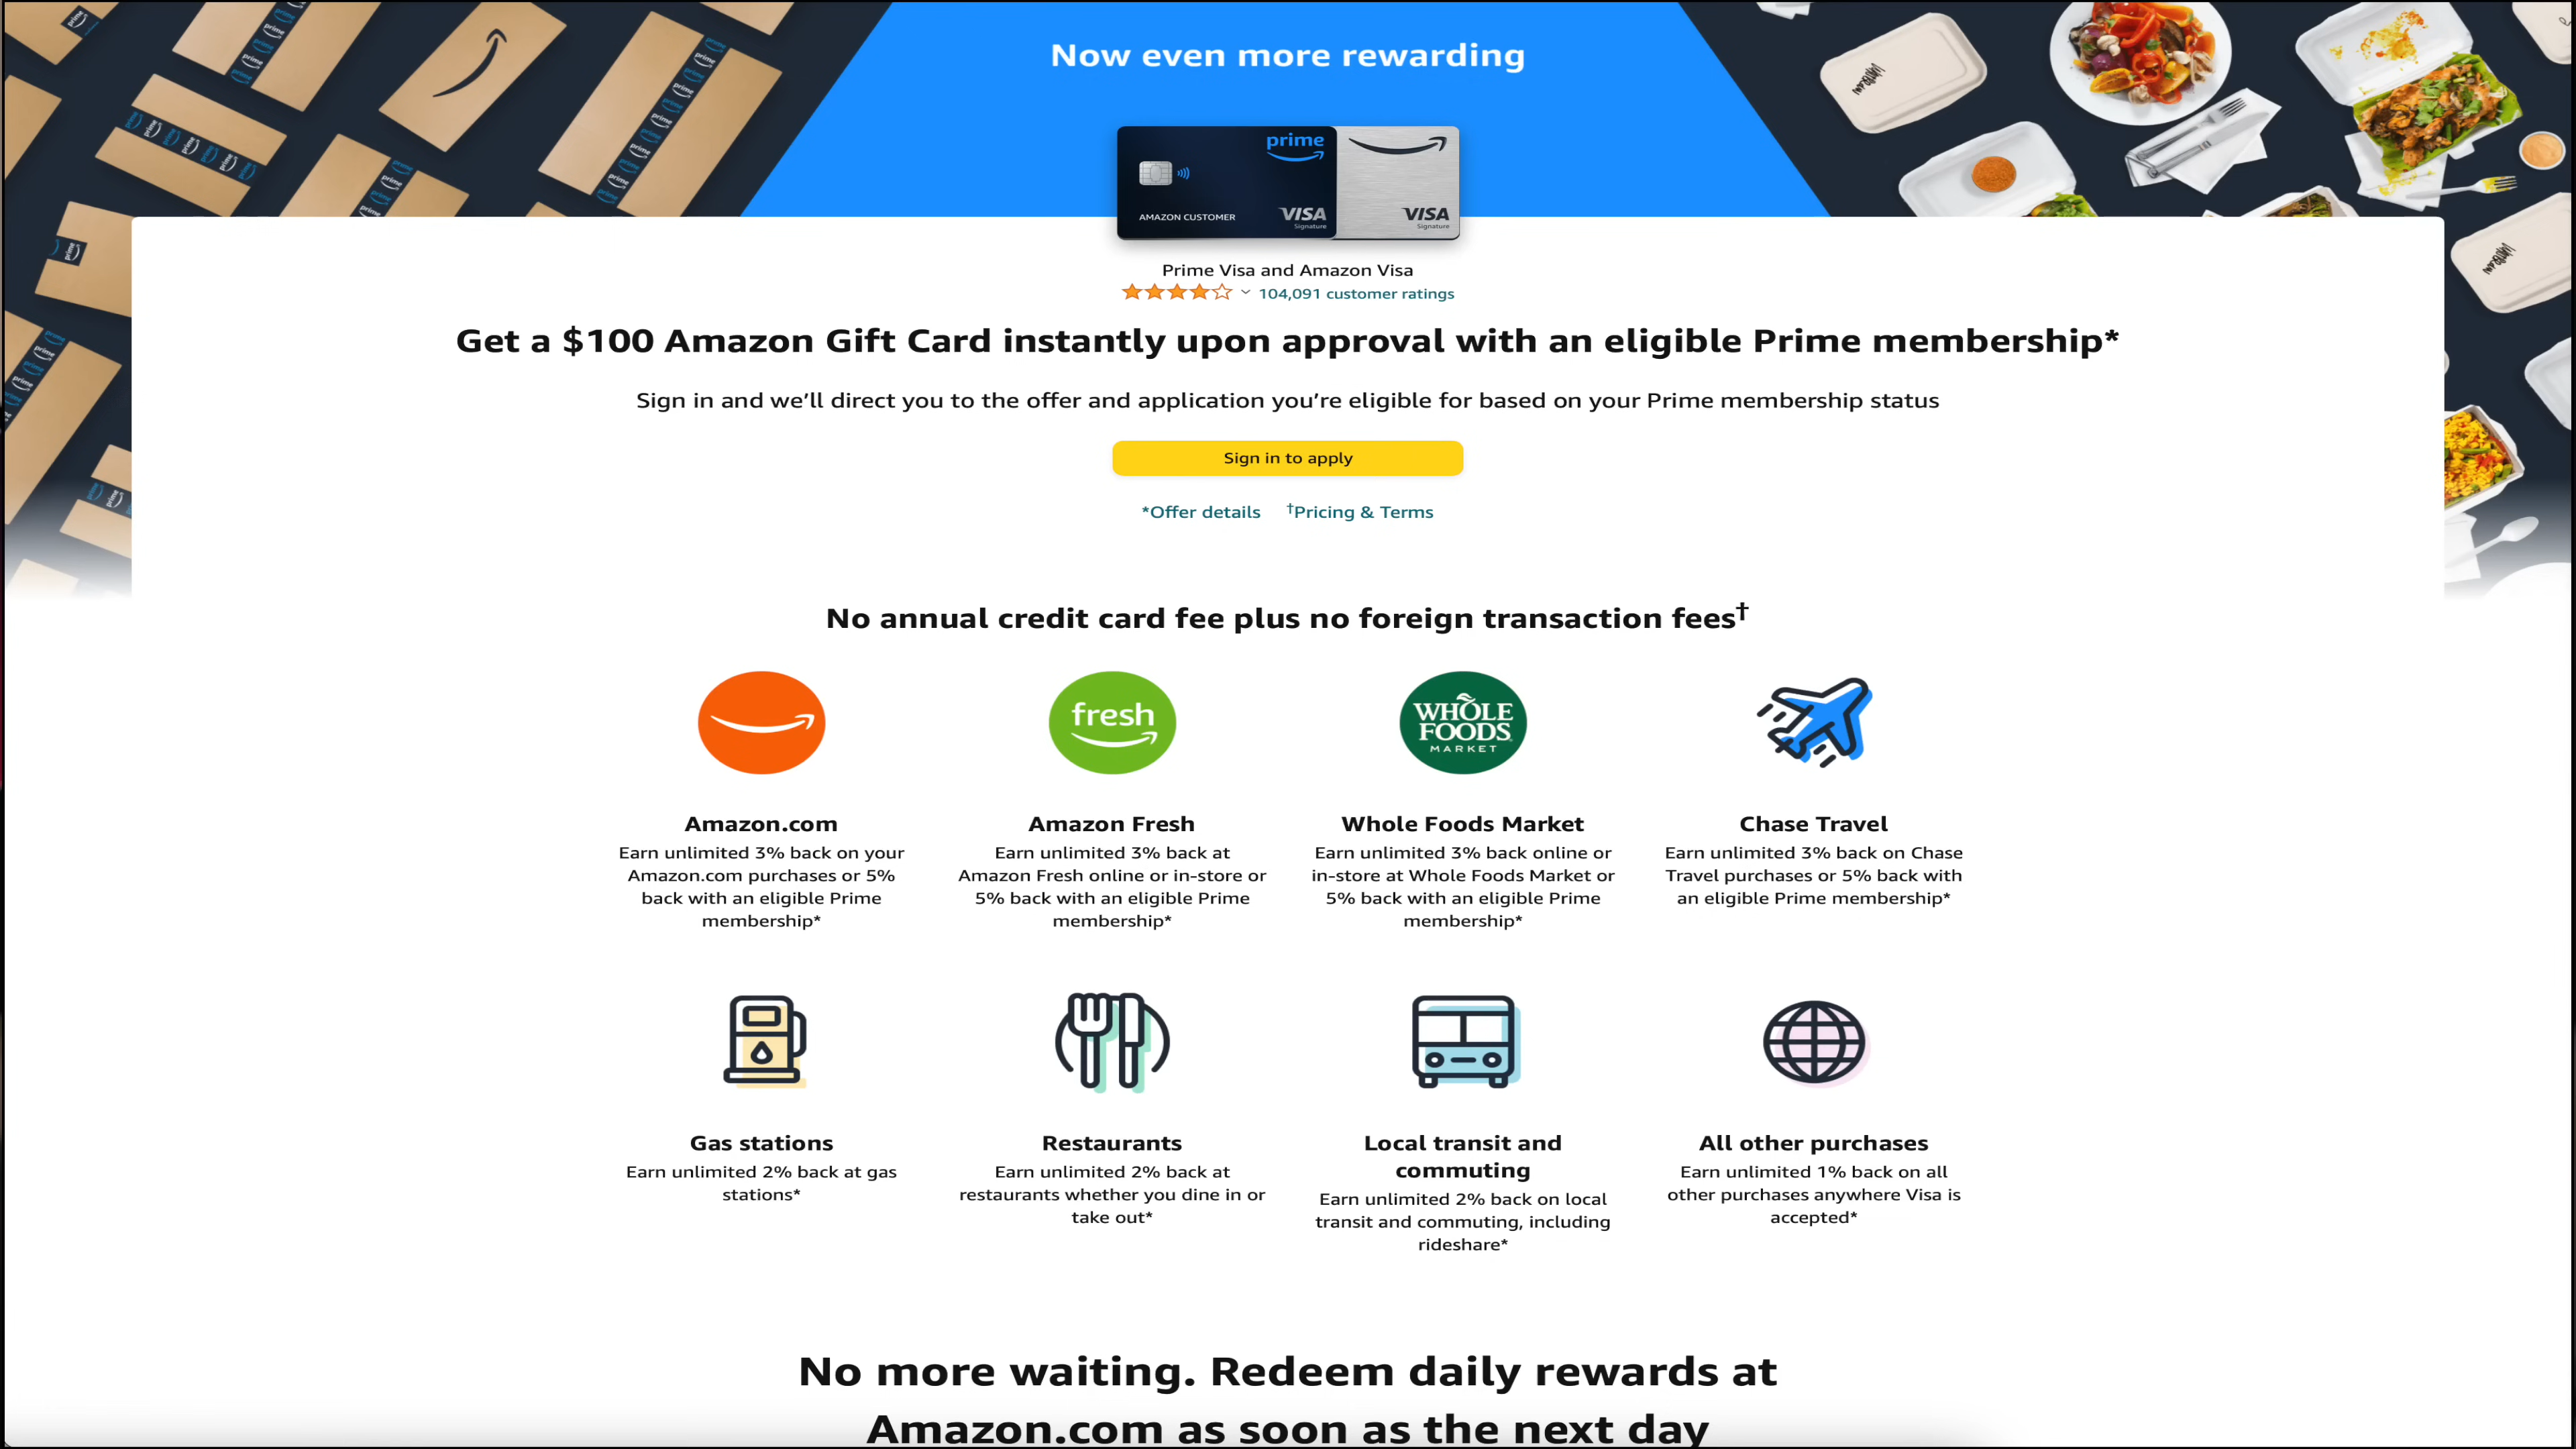 Now even more rewarding
prime
AMAZON CUSTOMER
VISA
Signature
VISA
Signature
Prime Visa and Amazon Visa
104,091 customer ratings
Get a $100 Amazon Gift Card instantly upon approval with an eligible Prime membership*
Sign in and we’ll direct you to the offer and application you’re eligible for based on your Prime membership status
Sign in to apply
*Offer details †Pricing & Terms
No annual credit card fee plus no foreign transaction fees†
fresh
WHOLE
FOODS
MARKET
Amazon.com
Earn unlimited 3% back on your
Amazon.com purchases or 5%
back with an eligible Prime
membership*
Amazon Fresh
Earn unlimited 3% back at
Amazon Fresh online or in-store or
5% back with an eligible Prime
membership*
Whole Foods Market
Earn unlimited 3% back online or
in-store at Whole Foods Market or
5% back with an eligible Prime
membership*
Chase Travel
Earn unlimited 3% back on Chase
Travel purchases or 5% back with
an eligible Prime membership*
Gas stations
Earn unlimited 2% back at gas
stations*
Restaurants
Earn unlimited 2% back at
restaurants whether you dine in or
take out*
Local transit and
commuting
Earn unlimited 2% back on local
transit and commuting, including
rideshare*
All other purchases
Earn unlimited 1% back on all
other purchases anywhere Visa is
accepted*
No more waiting. Redeem daily rewards at
Amazon.com as soon as the next day